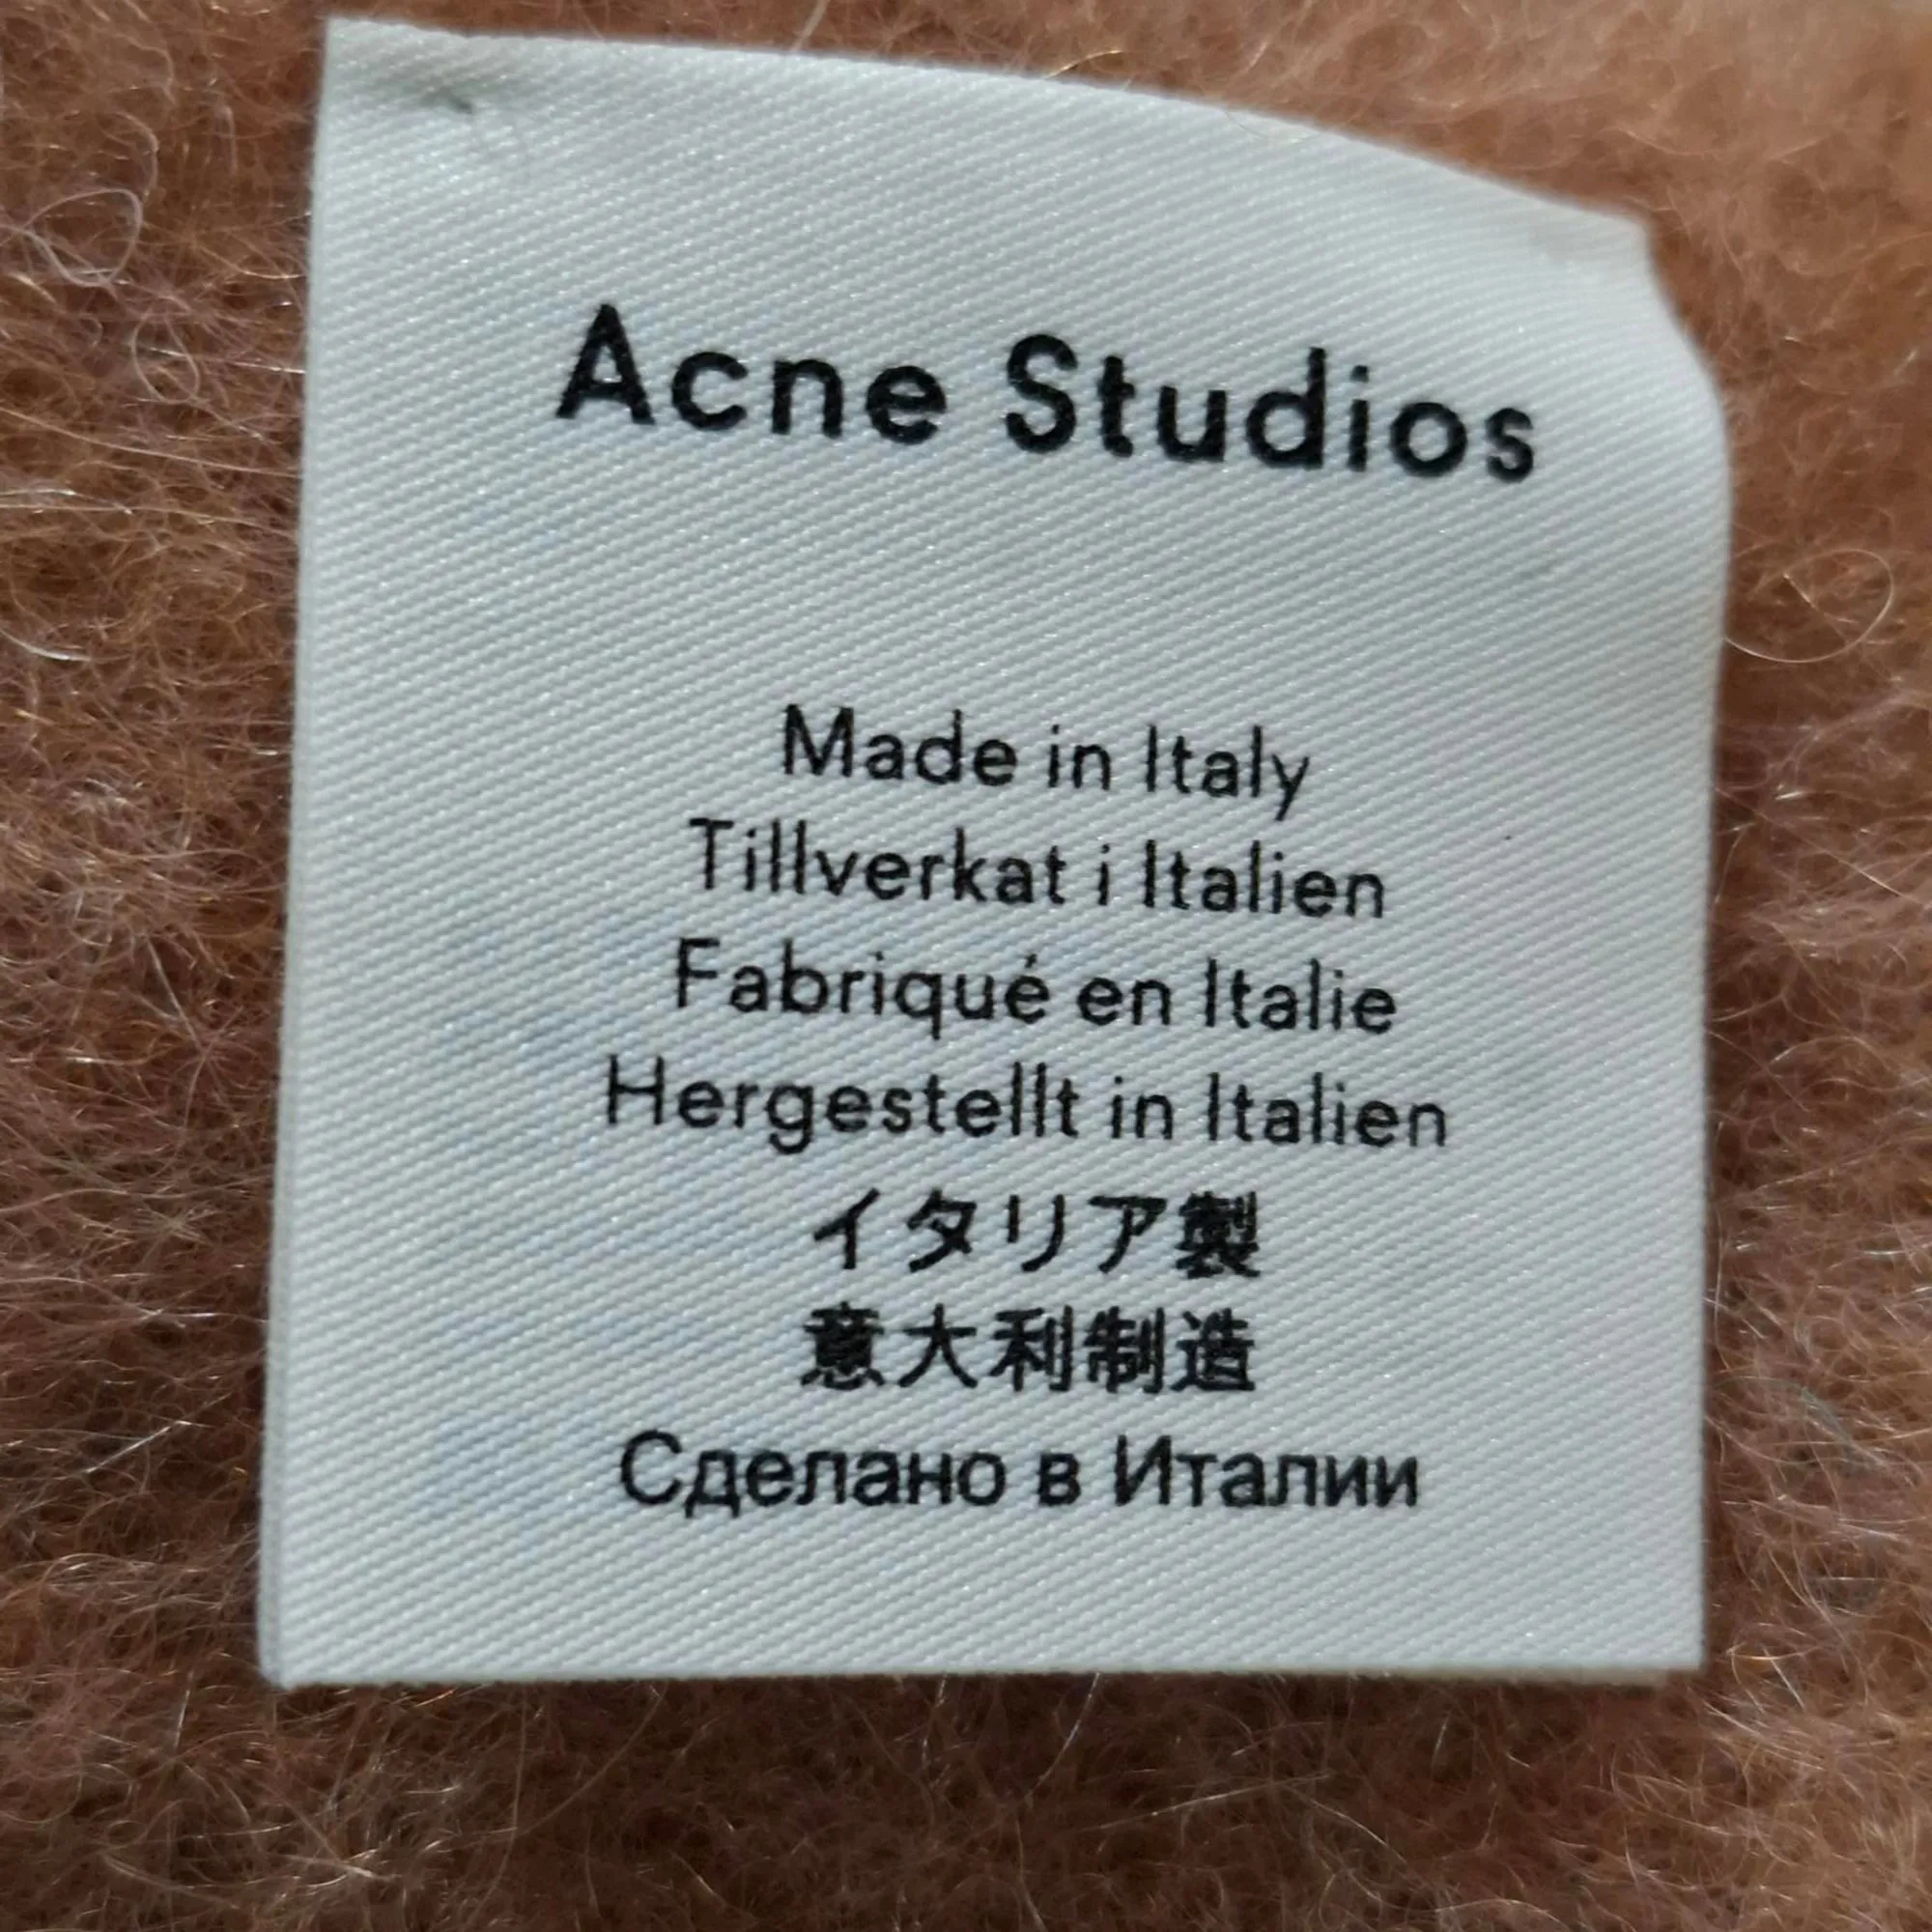 Acne Studios
Made in Italy
Tillverkat i Italien
Fabriqué en Italie
Hergestellt in Italien
イタリア製
意大利制造
Сделано в Италии